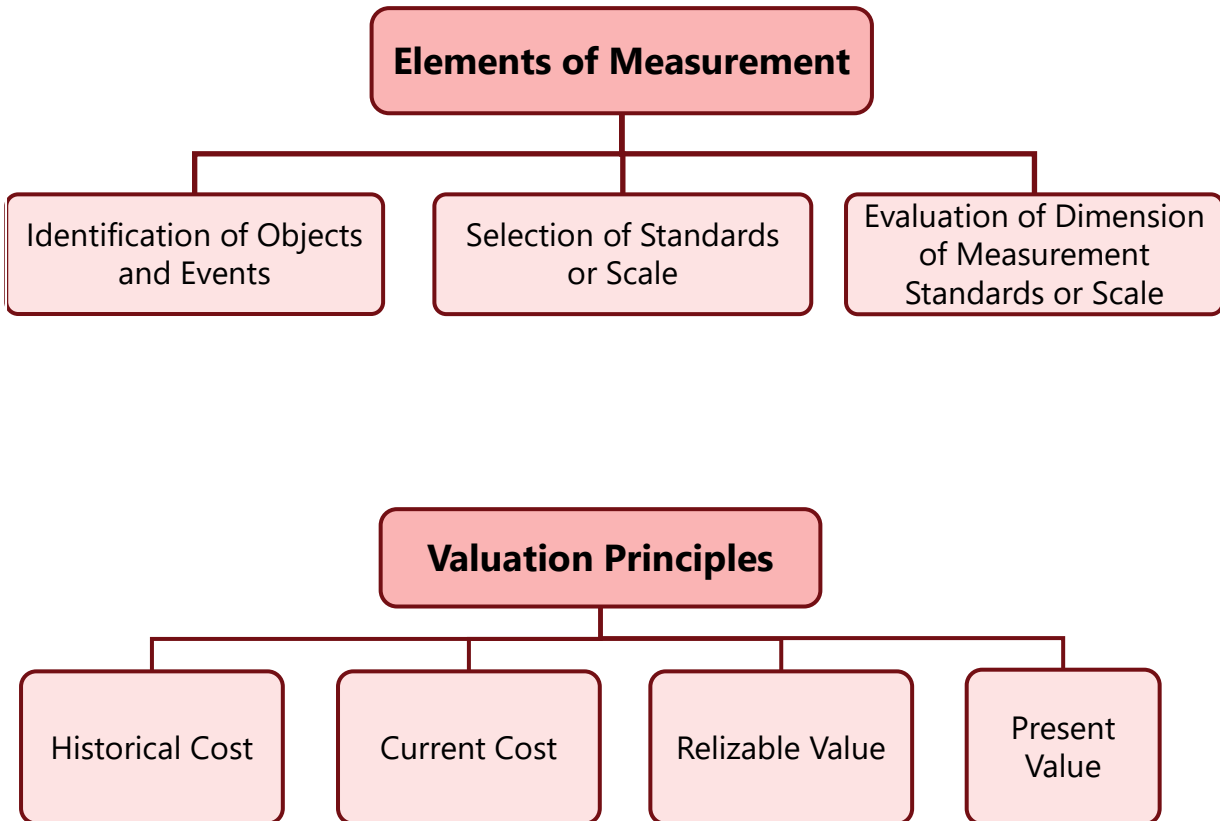 Elements of Measurement
Identification of Objects
and Events
Selection of Standards
or Scale
Evaluation of Dimension
of Measurement
Standards or Scale
Valuation Principles
Historical Cost
Current Cost
Relizable Value
Present
Value